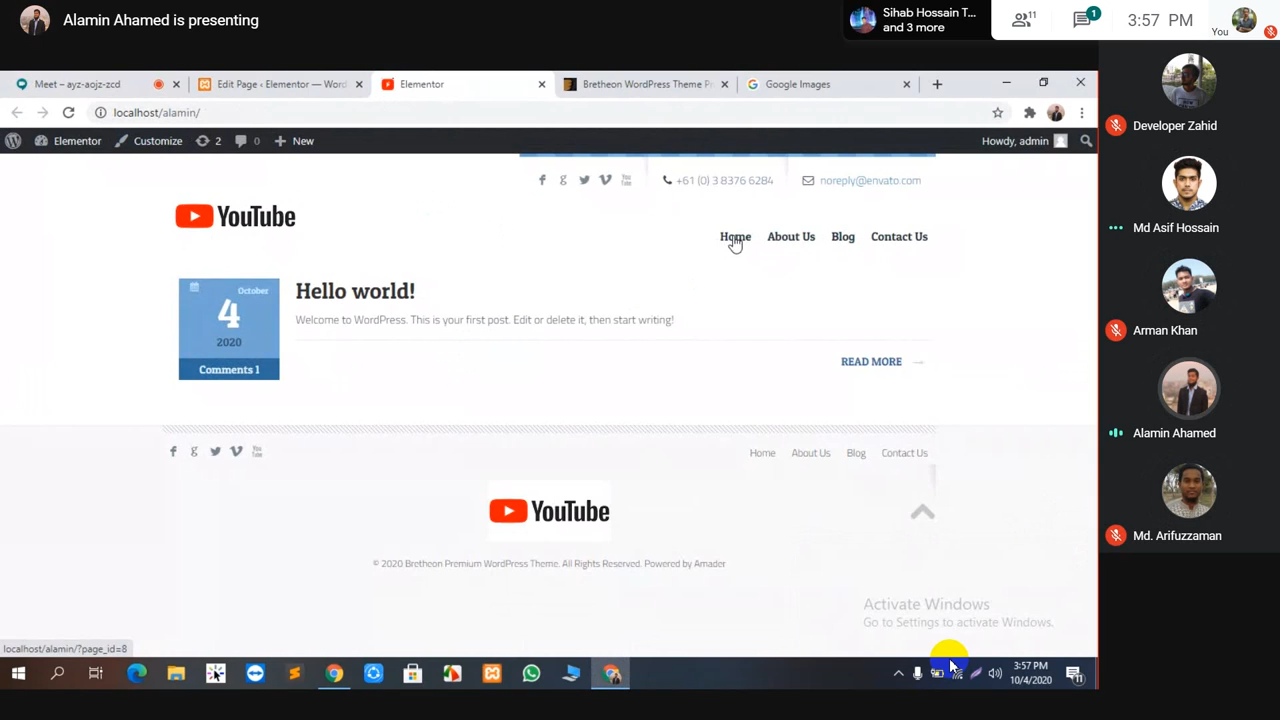 Alamin Ahamed is presenting
Sihab Hossain T...
and 3 more
11
1
3:57 PM
You
Meet – ayz-aojz-zcd
Edit Page ‹ Elementor — Word
Elementor
Bretheon WordPress Theme P
Google Images
localhost/alamin/
Elementor
Customize
2
0
New
Howdy, admin
+61 (0) 3 8376 6284
noreply@envato.com
YouTube
Home
About Us
Blog
Contact Us
October
4
2020
Comments 1
Hello world!
Welcome to WordPress. This is your first post. Edit or delete it, then start writing!
READ MORE
Home
About Us
Blog
Contact Us
YouTube
© 2020 Bretheon Premium WordPress Theme. All Rights Reserved. Powered by Amader
Activate Windows
Go to Settings to activate Windows.
localhost/alamin/?page_id=8
3:57 PM
10/4/2020
Developer Zahid
Md Asif Hossain
Arman Khan
Alamin Ahamed
Md. Arifuzzaman